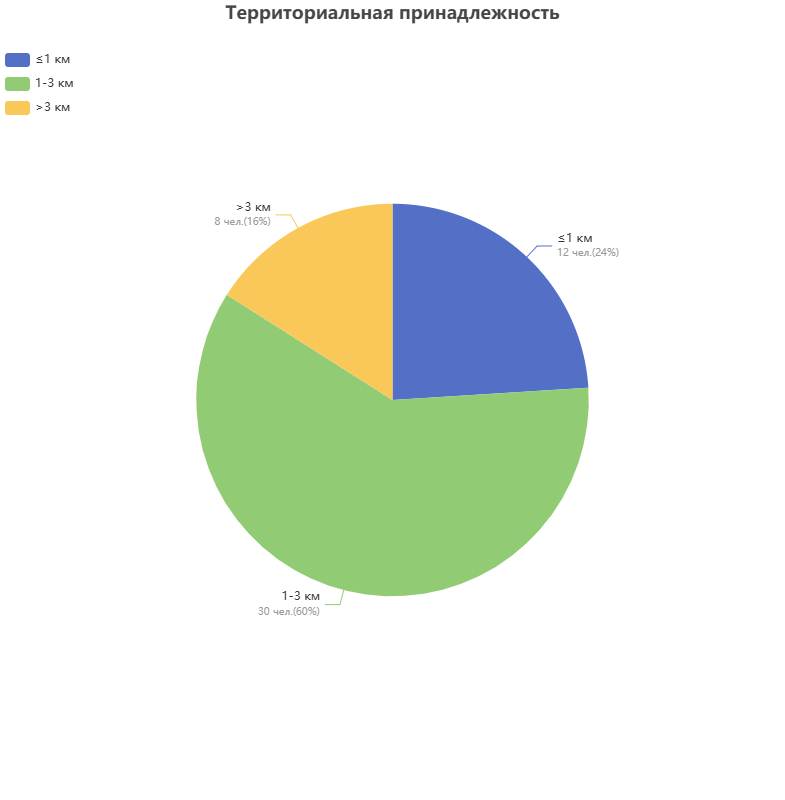 Территориальная принадлежность
≤1 км
1-3 км
>3 км
>3 км
8 чел.(16%)
≤1 км
12 чел.(24%)
1-3 км
30 чел.(60%)